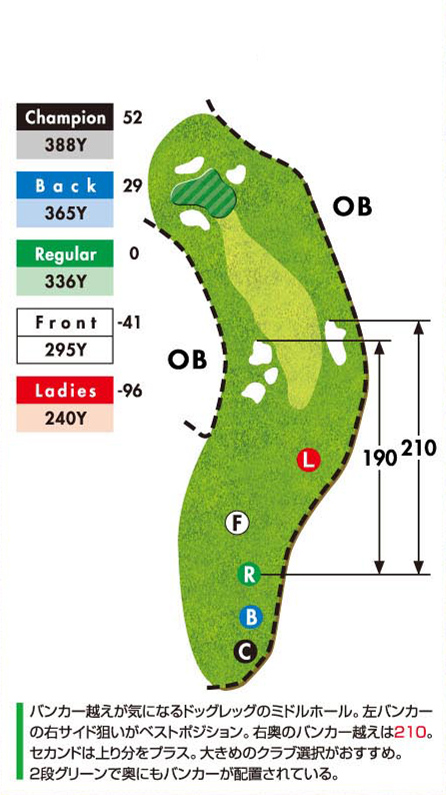 Champion 52
388Y
Back 29
365Y
OB
Regular 0
336Y
Front -41
295Y
OB
Ladies -96
240Y
190 210
L
F
R
B
C
バンカー越えが気になるドッグレッグのミドルホール。左バンカー
の右サイド狙いがベストポジション。右奥のバンカー越えは210。
セカンドは上り分をプラス。大きめのクラブ選択がおすすめ。
2段グリーンで奥にもバンカーが配置されている。